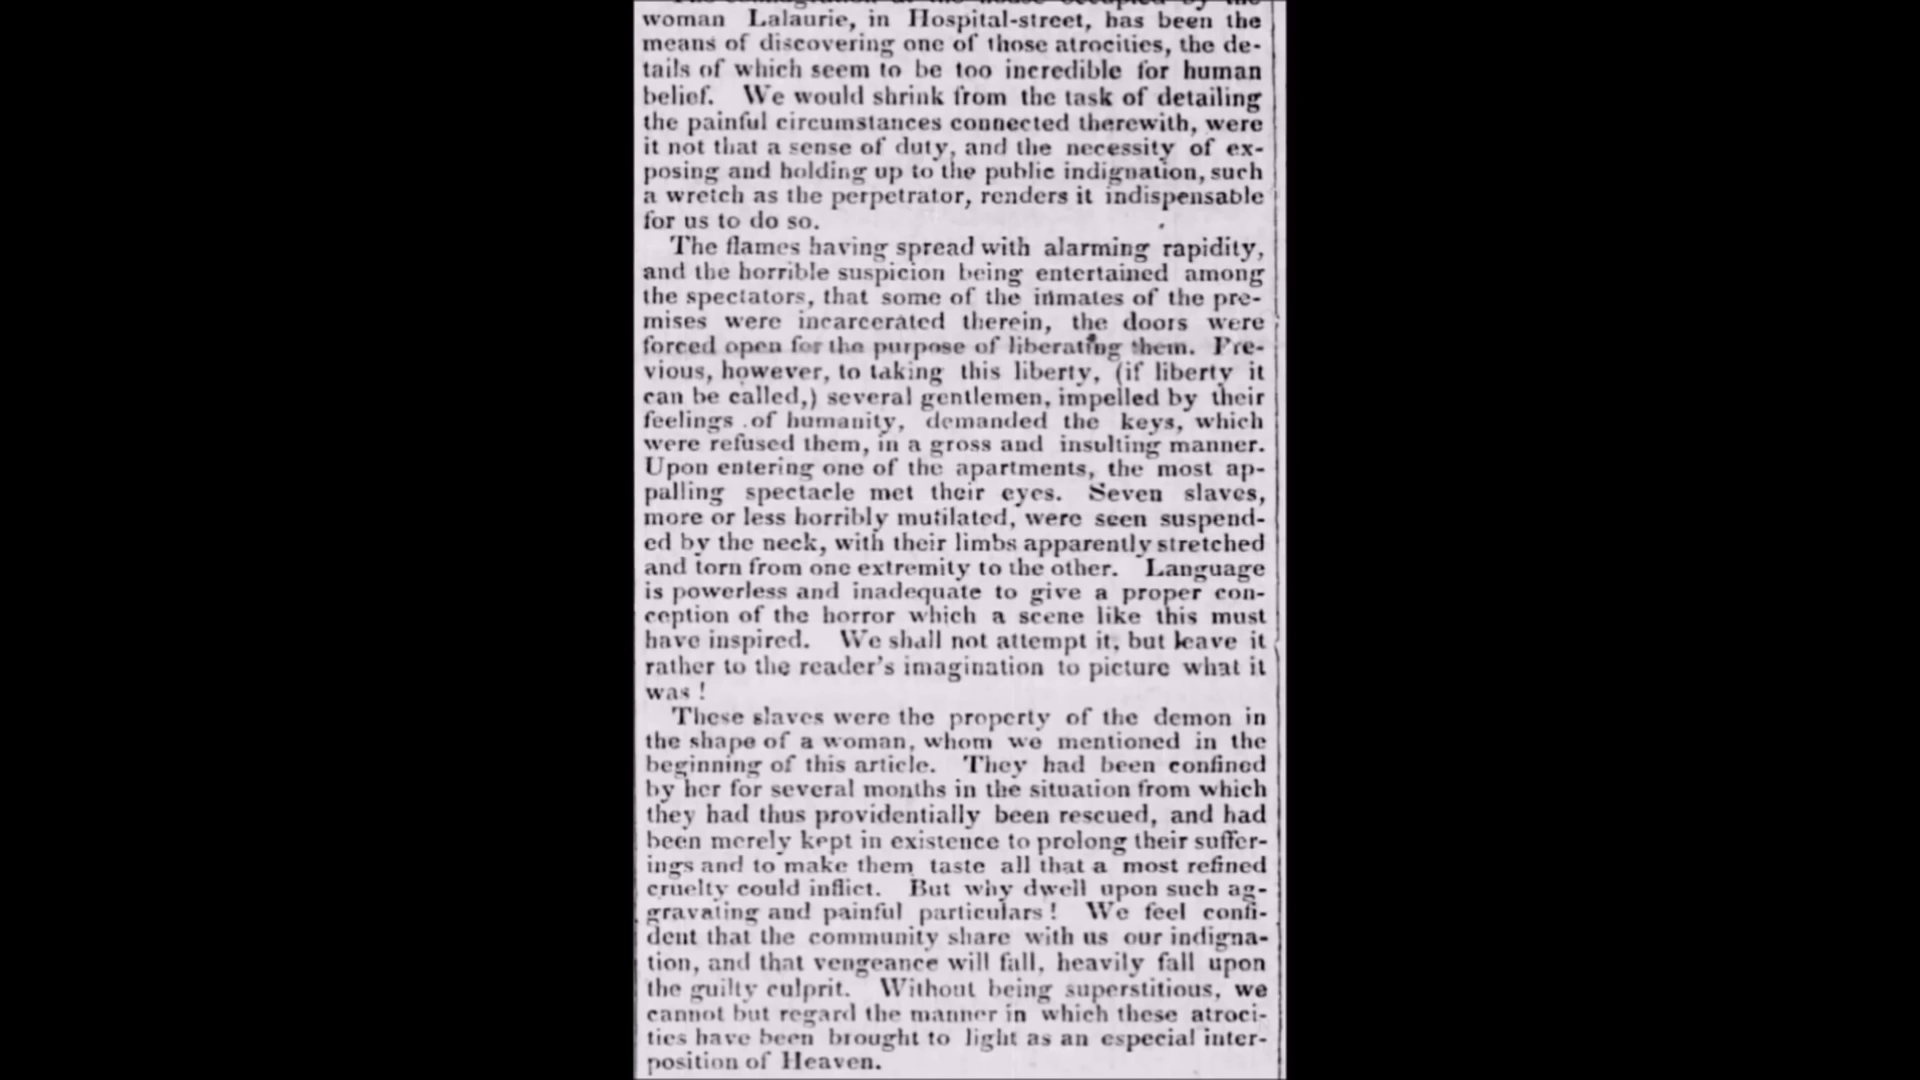 woman Lalaurie, in Hospital-street, has been the
means of discovering one of those atrocities, the de-
tails of which seem to be too incredible for human
belief. We would shrink from the task of detailing
the painful circumstances connected therewith, were
it not that a sense of duty, and the necessity of ex-
posing and holding up to the public indignation, such
a wretch as the perpetrator, renders it indispensable
for us to do so.
The flames having spread with alarming rapidity,
and the horrible suspicion being entertained among
the spectators, that some of the inmates of the pre-
mises were incarcerated therein, the doors were
forced open for the purpose of liberating them. Pre-
vious, however, to taking this liberty, (if liberty it
can be called,) several gentlemen, impelled by their
feelings of humanity, demanded the keys, which
were refused them, in a gross and insulting manner.
Upon entering one of the apartments, the most ap-
palling spectacle met their eyes. Seven slaves,
more or less horribly mutilated, were seen suspend-
ed by the neck, with their limbs apparently stretched
and torn from one extremity to the other. Language
is powerless and inadequate to give a proper con-
ception of the horror which a scene like this must
have inspired. We shall not attempt it, but leave it
rather to the reader's imagination to picture what it
was !
These slaves were the property of the demon in
the shape of a woman, whom we mentioned in the
beginning of this article. They had been confined
by her for several months in the situation from which
they had thus providentially been rescued, and had
been merely kept in existence to prolong their suffer-
ings and to make them taste all that a most refined
cruelty could inflict. But why dwell upon such ag-
gravating and painful particulars ! We feel confi-
dent that the community share with us our indigna-
tion, and that vengeance will fall, heavily fall upon
the guilty culprit. Without being superstitious, we
cannot but regard the manner in which these atroci-
ties have been brought to light as an especial inter-
position of Heaven.